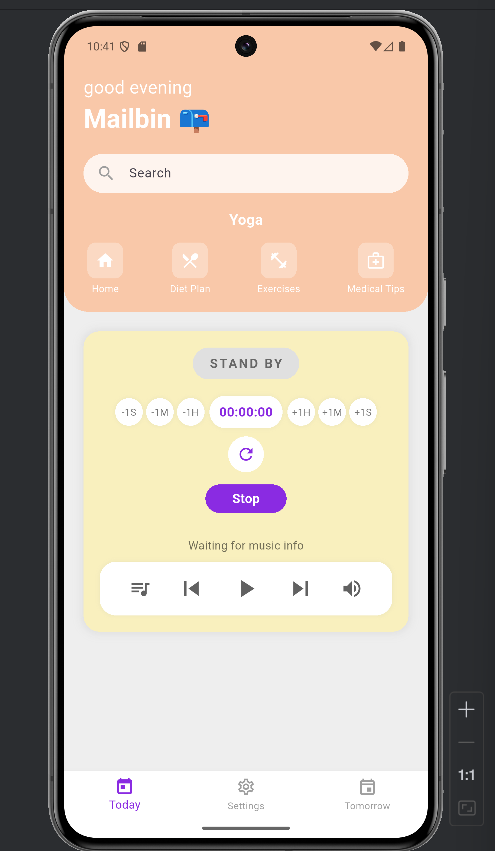 10:41
good evening
Mailbin
Search
Yoga
Home Diet Plan Exercises Medical Tips
STAND BY
-1S -1M -1H 00:00:00 +1H +1M +1S
Stop
Waiting for music info
1:1
Today Settings Tomorrow